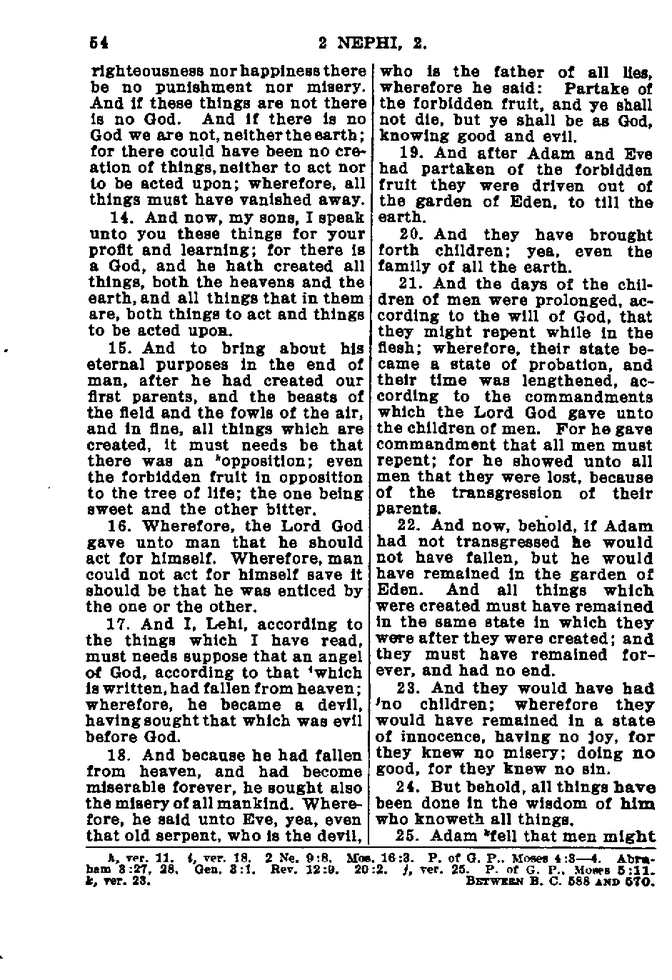 54
2 NEPHI, 2.
righteousness nor happiness there
be no punishment nor misery.
And if these things are not there
is no God. And if there is no
God we are not, neither the earth;
for there could have been no cre-
ation of things, neither to act nor
to be acted upon; wherefore, all
things must have vanished away.
14. And now, my sons, I speak
unto you these things for your
profit and learning; for there is
a God, and he hath created all
things, both the heavens and the
earth, and all things that in them
are, both things to act and things
to be acted upon.
15. And to bring about his
eternal purposes in the end of
man, after he had created our
first parents, and the beasts of
the field and the fowls of the air,
and in fine, all things which are
created, it must needs be that
there was an hopposition; even
the forbidden fruit in opposition
to the tree of life; the one being
sweet and the other bitter.
16. Wherefore, the Lord God
gave unto man that he should
act for himself. Wherefore, man
could not act for himself save it
should be that he was enticed by
the one or the other.
17. And I, Lehi, according to
the things which I have read,
must needs suppose that an angel
of God, according to that iwhich
is written, had fallen from heaven;
wherefore, he became a devil,
having sought that which was evil
before God.
18. And because he had fallen
from heaven, and had become
miserable forever, he sought also
the misery of all mankind. Where-
fore, he said unto Eve, yea, even
that old serpent, who is the devil,
who is the father of all lies,
wherefore he said: Partake of
the forbidden fruit, and ye shall
not die, but ye shall be as God,
knowing good and evil.
19. And after Adam and Eve
had partaken of the forbidden
fruit they were driven out of
the garden of Eden, to till the
earth.
20. And they have brought
forth children; yea, even the
family of all the earth.
21. And the days of the chil-
dren of men were prolonged, ac-
cording to the will of God, that
they might repent while in the
flesh; wherefore, their state be-
came a state of probation, and
their time was lengthened, ac-
cording to the commandments
which the Lord God gave unto
the children of men. For he gave
commandment that all men must
repent; for he showed unto all
men that they were lost, because
of the transgression of their
parents.
22. And now, behold, if Adam
had not transgressed he would
not have fallen, but he would
have remained in the garden of
Eden. And all things which
were created must have remained
in the same state in which they
were after they were created; and
they must have remained for-
ever, and had no end.
23. And they would have had
jno children; wherefore they
would have remained in a state
of innocence, having no joy, for
they knew no misery; doing no
good, for they knew no sin.
24. But behold, all things have
been done in the wisdom of him
who knoweth all things.
25. Adam kfell that men might
h, ver. 11. i, ver. 18. 2 Ne. 9:8. Mos. 16:3. P. of G. P., Moses 4:3—4. Abra-
ham 3:27, 28. Gen. 3:1. Rev. 12:9. 20:2. j, ver. 25. P. of G. P., Moses 5:11.
k, ver. 23. BETWEEN B. C. 588 AND 570.